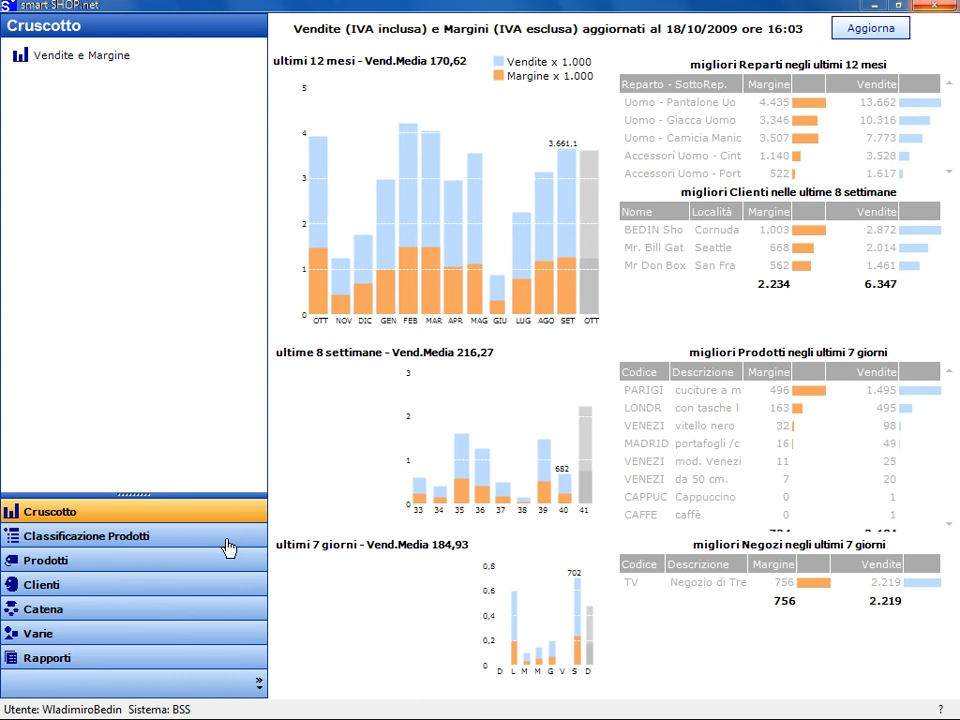 smart SHOP.net
Cruscotto
Vendite e Margini
Cruscotto
Classificazione Prodotti
Prodotti
Clienti
Catena
Varie
Rapporti
Vendite (IVA inclusa) e Margini (IVA esclusa) aggiornati al 18/10/2009 ore 16:03
Aggiorna
ultimi 12 mesi - Vend.Media 170,62
Vendite x 1.000
Margine x 1.000
5
4
3
2
1
0
3.661,1
OTT NOV DIC GEN FEB MAR APR MAG GIU LUG AGO SET OTT
migliori Reparti negli ultimi 12 mesi
Reparto - SottoRep. Margine Vendite
Uomo - Pantalone Uo 4.435 13.662
Uomo - Giacca Uomo 3.346 10.316
Uomo - Camicia Manic 3.507 7.773
Accessori Uomo - Cint 1.140 3.528
Accessori Uomo - Port 522 1.617
migliori Clienti nelle ultime 8 settimane
Nome Località Margine Vendite
BEDIN Sho Cornuda 1.003 2.872
Mr. Bill Gat Seattle 668 2.014
Mr Don Box San Fra 562 1.461
2.234 6.347
ultime 8 settimane - Vend.Media 216,27
3
2
1
0
682
33 34 35 36 37 38 39 40 41
migliori Prodotti negli ultimi 7 giorni
Codice Descrizione Margine Vendite
PARIGI cuciture a m 496 1.495
LONDR con tasche l 163 495
VENEZI vitello nero 32 98
MADRID portafogli /c 16 49
VENEZI mod. Venezi 11 25
VENEZI da 50 cm. 7 20
CAPPUC Cappuccino 0 1
CAFFE caffè 0 1
ultimi 7 giorni - Vend.Media 184,93
0,8
0,6
0,4
0,2
0
702
D L M M G V S D
migliori Negozi negli ultimi 7 giorni
Codice Descrizione Margine Vendite
TV Negozio di Tre 756 2.219
756 2.219
Utente: WladimiroBedin Sistema: BSS
?